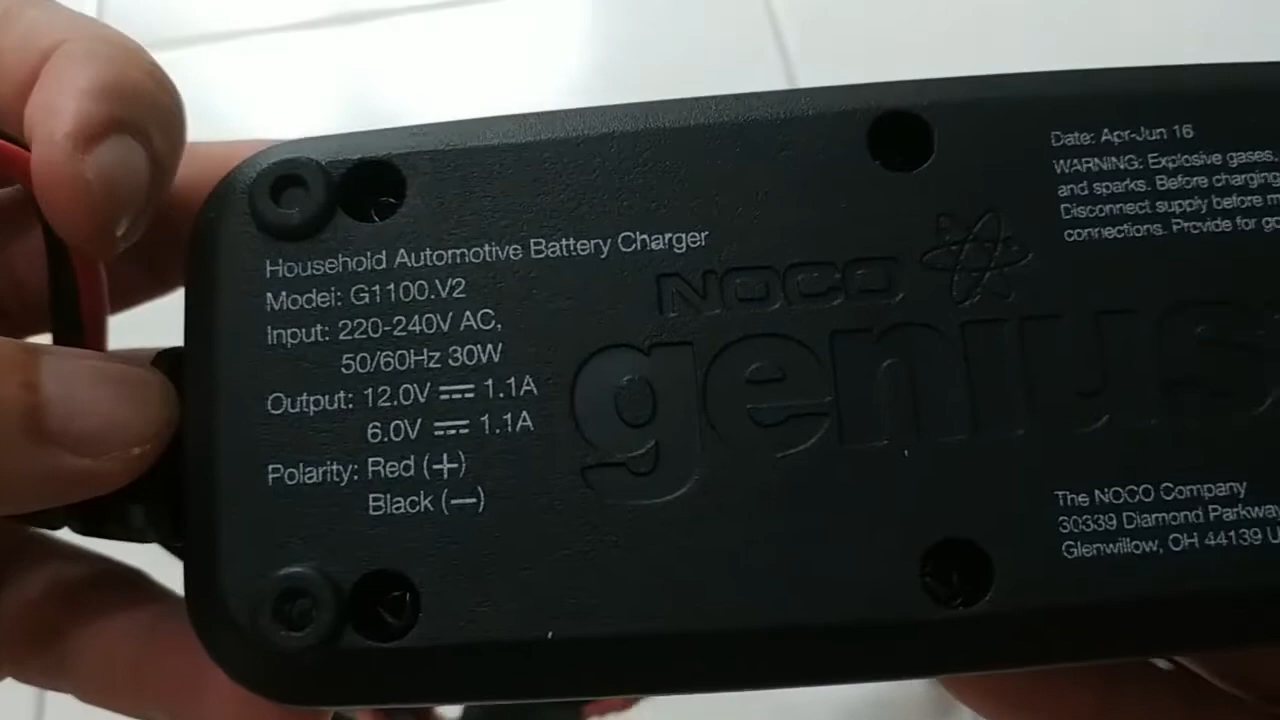 Household Automotive Battery Charger
Model: G1100.V2
Input: 220-240V AC,
50/60Hz 30W
Output: 12.0V ⎓ 1.1A
6.0V ⎓ 1.1A
Polarity: Red (+)
Black (—)
NOCO
genius
Date: Apr-Jun 16
WARNING: Explosive gases.
and sparks. Before charging
Disconnect supply before m
connections. Provide for go
The NOCO Company
30339 Diamond Parkway
Glenwillow, OH 44139 U